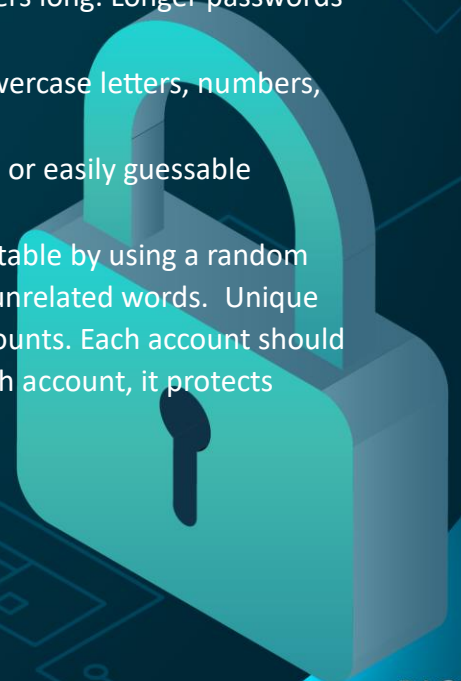 ers long. Longer passwords
wercase letters, numbers,
or easily guessable
table by using a random
unrelated words. Unique
ounts. Each account should
h account, it protects